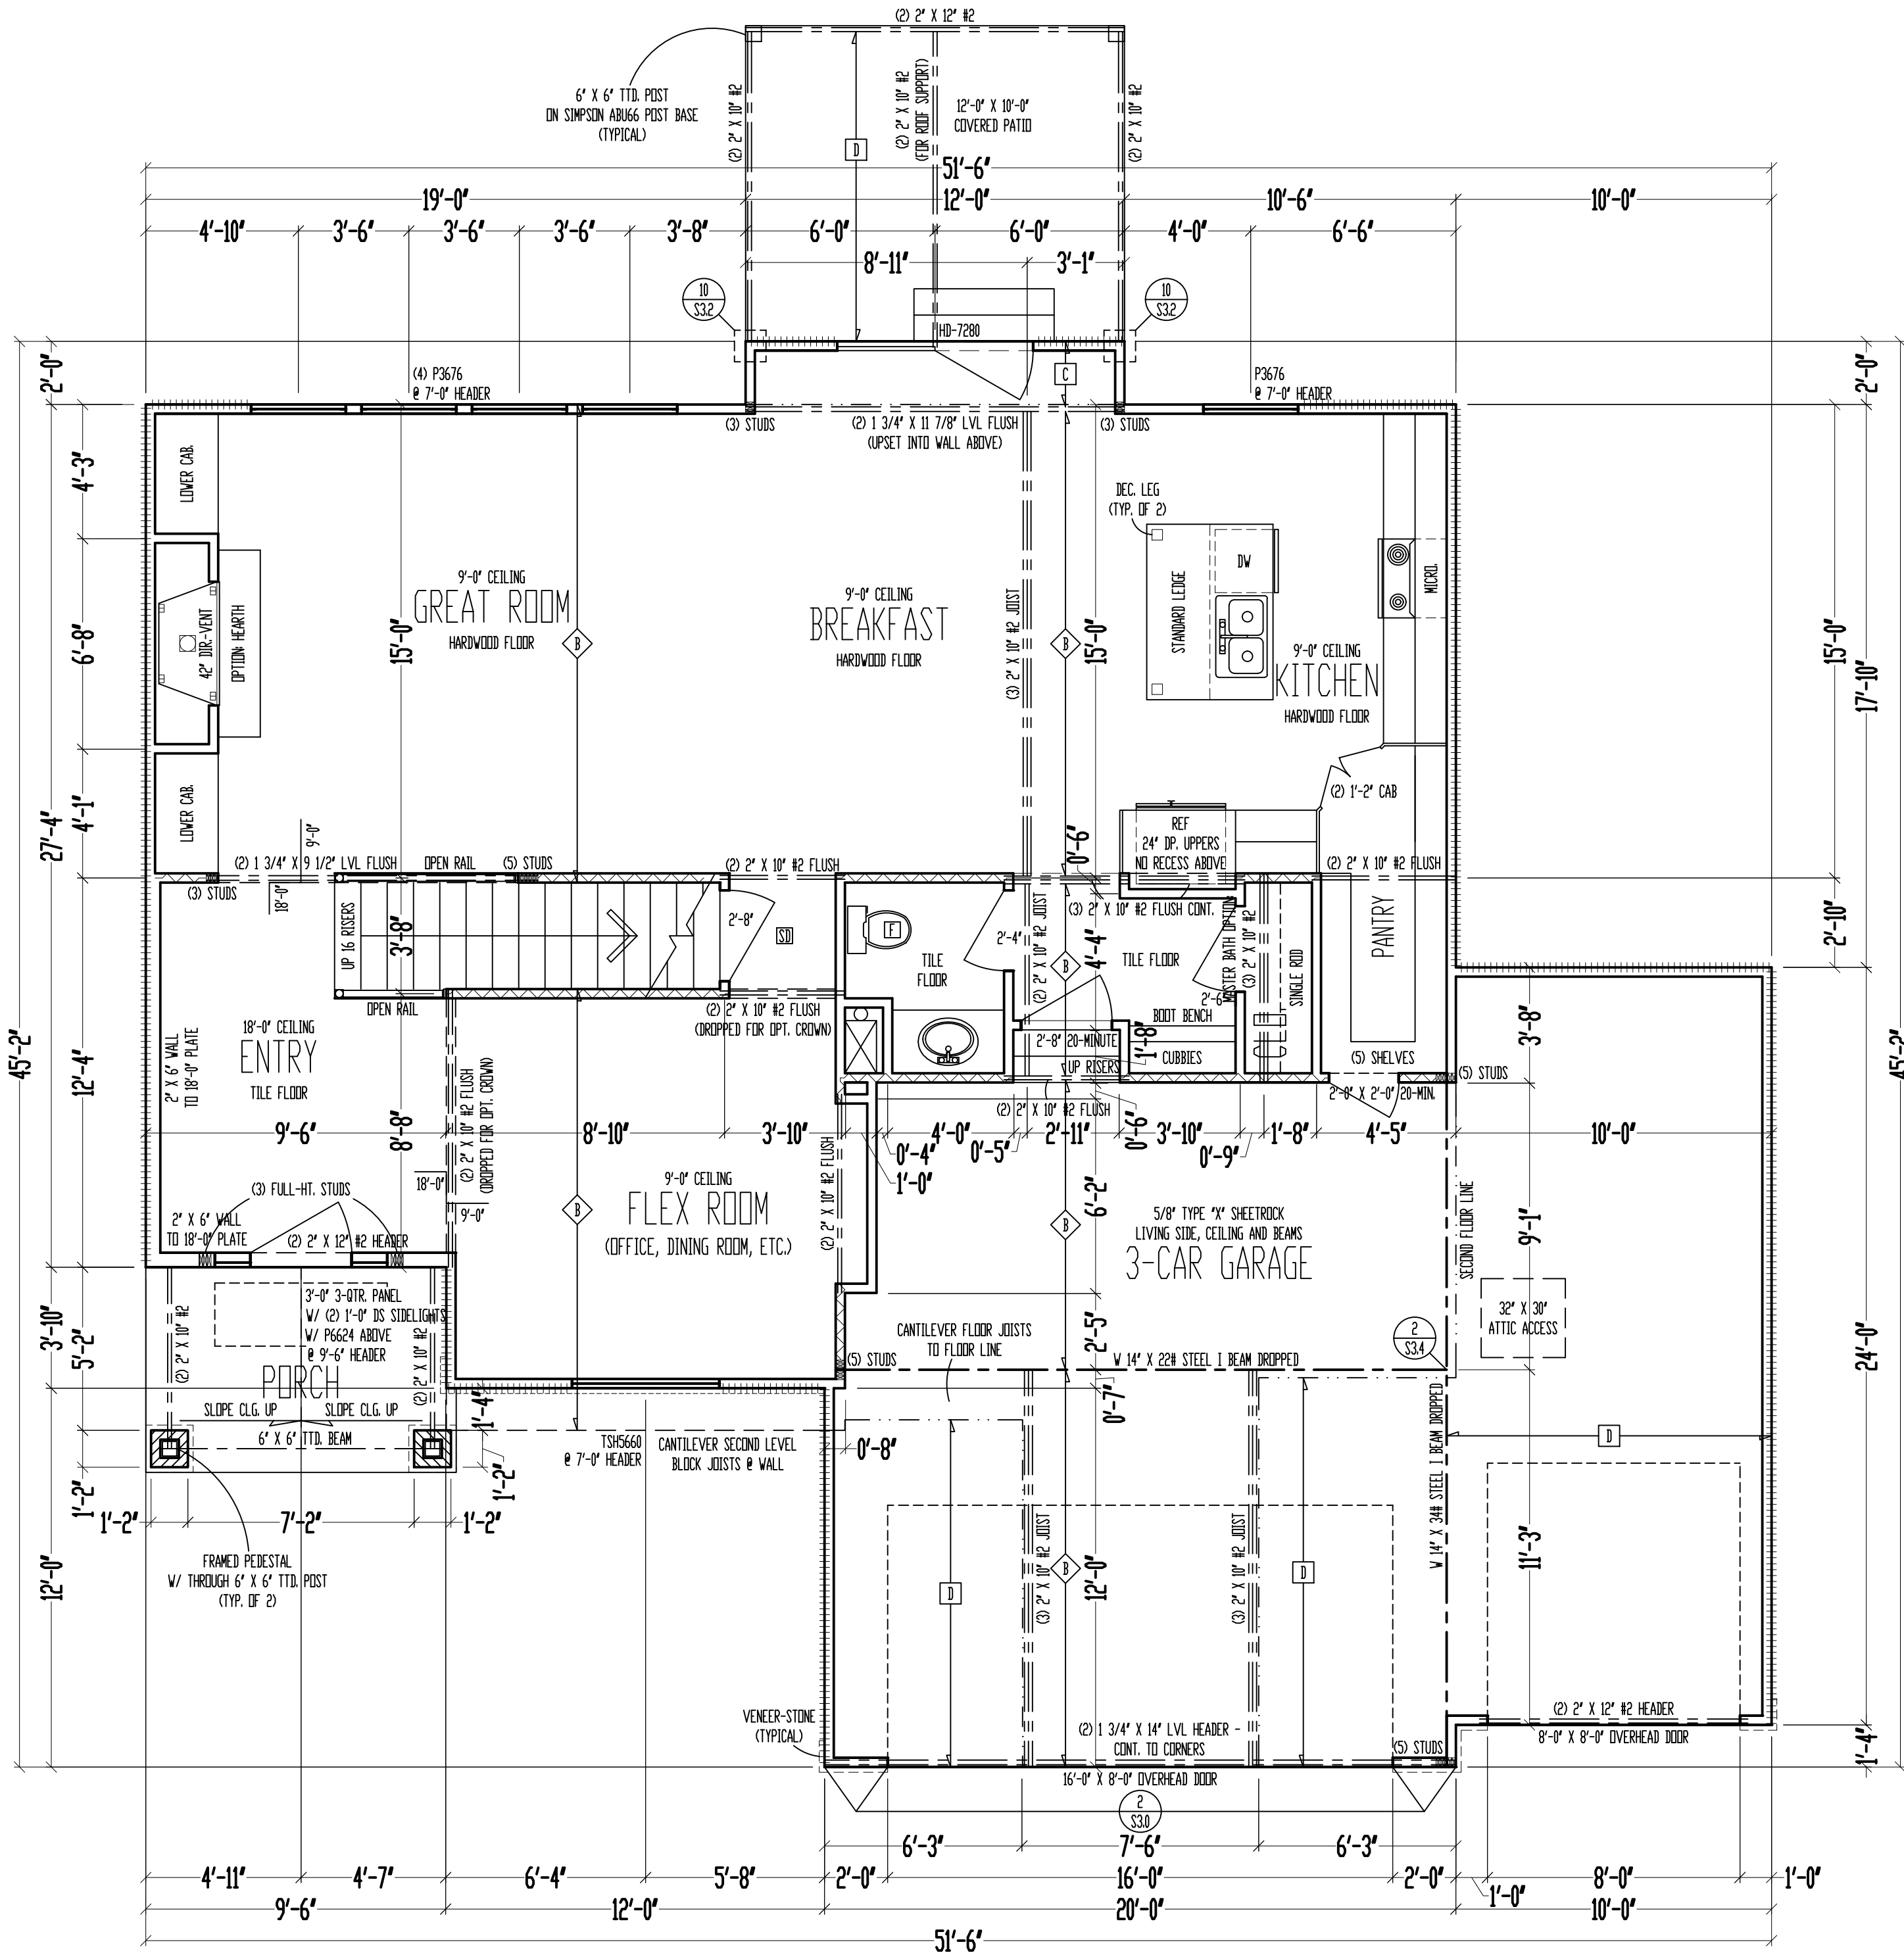 (2) 2" X 12" #2
6" X 6" TTD. POST
ON SIMPSON ABU66 POST BASE
(TYPICAL)
(2) 2" X 10" #2
(2) 2" X 10" #2
(FOR ROOF SUPPORT)
12'-0" X 10'-0"
COVERED PATIO
(2) 2" X 10" #2
D
51'-6"
19'-0"
12'-0"
10'-6"
10'-0"
4'-10"
3'-6"
3'-6"
3'-6"
3'-8"
6'-0"
6'-0"
4'-0"
6'-6"
8'-11"
3'-1"
10
S3.2
10
S3.2
HD-7280
2'-0"
(4) P3676
@ 7'-0" HEADER
C
P3676
@ 7'-0" HEADER
2'-0"
(3) STUDS
(2) 1 3/4" X 11 7/8" LVL FLUSH
(UPSET INTO WALL ABOVE)
(3) STUDS
LOWER CAB.
4'-3"
DEC. LEG
(TYP. OF 2)
DW
STANDARD LEDGE
MICRO.
9'-0" CEILING
GREAT ROOM
HARDWOOD FLOOR
9'-0" CEILING
BREAKFAST
HARDWOOD FLOOR
(3) 2" X 10" #2 JOIST
9'-0" CEILING
KITCHEN
HARDWOOD FLOOR
6'-8"
42" DIR.-VENT
OPTION: HEARTH
15'-0"
B
B
15'-0"
15'-0"
17'-10"
(2) 1'-2" CAB
4'-1"
LOWER CAB.
27'-4"
9'-0"
0'-6"
REF
24" DP. UPPERS
NO RECESS ABOVE
(2) 1 3/4" X 9 1/2" LVL FLUSH
OPEN RAIL
(5) STUDS
(2) 2" X 10" #2 FLUSH
(2) 2" X 10" #2 FLUSH
(3) STUDS
18'-0"
UP 16 RISERS
3'-8"
2'-8"
SD
F
TILE
FLOOR
2'-4"
(2) 2" X 10" #2 JOIST
(3) 2" X 10" #2 FLUSH CONT.
B
4'-4"
TILE FLOOR
MASTER BATH OPTION
(3) 2" X 10" #2
2'-6"
SINGLE ROD
PANTRY
2'-10"
OPEN RAIL
(2) 2" X 10" #2 FLUSH
(DROPPED FOR OPT. CROWN)
BOOT BENCH
CUBBIES
2'-8" 20-MINUTE
1'-8"
UP RISERS
(5) SHELVES
(5) STUDS
2'-0" X 2'-0" 20-MIN.
3'-8"
45'-2"
45'-2"
2" X 6" WALL
TO 18'-0" PLATE
18'-0" CEILING
ENTRY
TILE FLOOR
12'-4"
(2) 2" X 10" #2 FLUSH
(DROPPED FOR OPT. CROWN)
(2) 2" X 10" #2 FLUSH
9'-6"
8'-8"
8'-10"
3'-10"
4'-0"
2'-11"
0'-6"
3'-10"
1'-8"
4'-5"
10'-0"
0'-4"
0'-5"
0'-9"
1'-0"
18'-0"
9'-0"
(2) 2" X 10" #2 FLUSH
9'-0" CEILING
FLEX ROOM
(OFFICE, DINING ROOM, ETC.)
B
B
6'-2"
5/8" TYPE "X" SHEETROCK
LIVING SIDE, CEILING AND BEAMS
3-CAR GARAGE
SECOND FLOOR LINE
9'-1"
(3) FULL-HT. STUDS
2" X 6" WALL
TO 18'-0" PLATE
(2) 2" X 12" #2 HEADER
3'-0" 3-QTR. PANEL
W/ (2) 1'-0" DS SIDELIGHTS
W/ P6624 ABOVE
@ 9'-6" HEADER
3'-10"
5'-2"
(2) 2" X 10" #2
(2) 2" X 10" #2
PORCH
SLOPE CLG. UP
SLOPE CLG. UP
6" X 6" TTD. BEAM
32" X 30"
ATTIC ACCESS
24'-0"
CANTILEVER FLOOR JOISTS
TO FLOOR LINE
2'-5"
2
S3.4
(5) STUDS
W 14" X 22# STEEL I BEAM DROPPED
0'-7"
1'-4"
TSH5660
@ 7'-0" HEADER
CANTILEVER SECOND LEVEL
BLOCK JOISTS @ WALL
0'-8"
W 14" X 34# STEEL I BEAM DROPPED
D
1'-2"
1'-2"
1'-2"
7'-2"
1'-2"
FRAMED PEDESTAL
W/ THROUGH 6" X 6" TTD. POST
(TYP. OF 2)
12'-0"
D
(3) 2" X 10" #2 JOIST
B
12'-0"
(3) 2" X 10" #2 JOIST
D
11'-3"
VENEER-STONE
(TYPICAL)
(2) 1 3/4" X 14" LVL HEADER -
CONT. TO CORNERS
(5) STUDS
(2) 2" X 12" #2 HEADER
8'-0" X 8'-0" OVERHEAD DOOR
1'-4"
16'-0" X 8'-0" OVERHEAD DOOR
2
S3.0
6'-3"
7'-6"
6'-3"
4'-11"
4'-7"
6'-4"
5'-8"
2'-0"
16'-0"
2'-0"
1'-0"
8'-0"
1'-0"
9'-6"
12'-0"
20'-0"
10'-0"
51'-6"